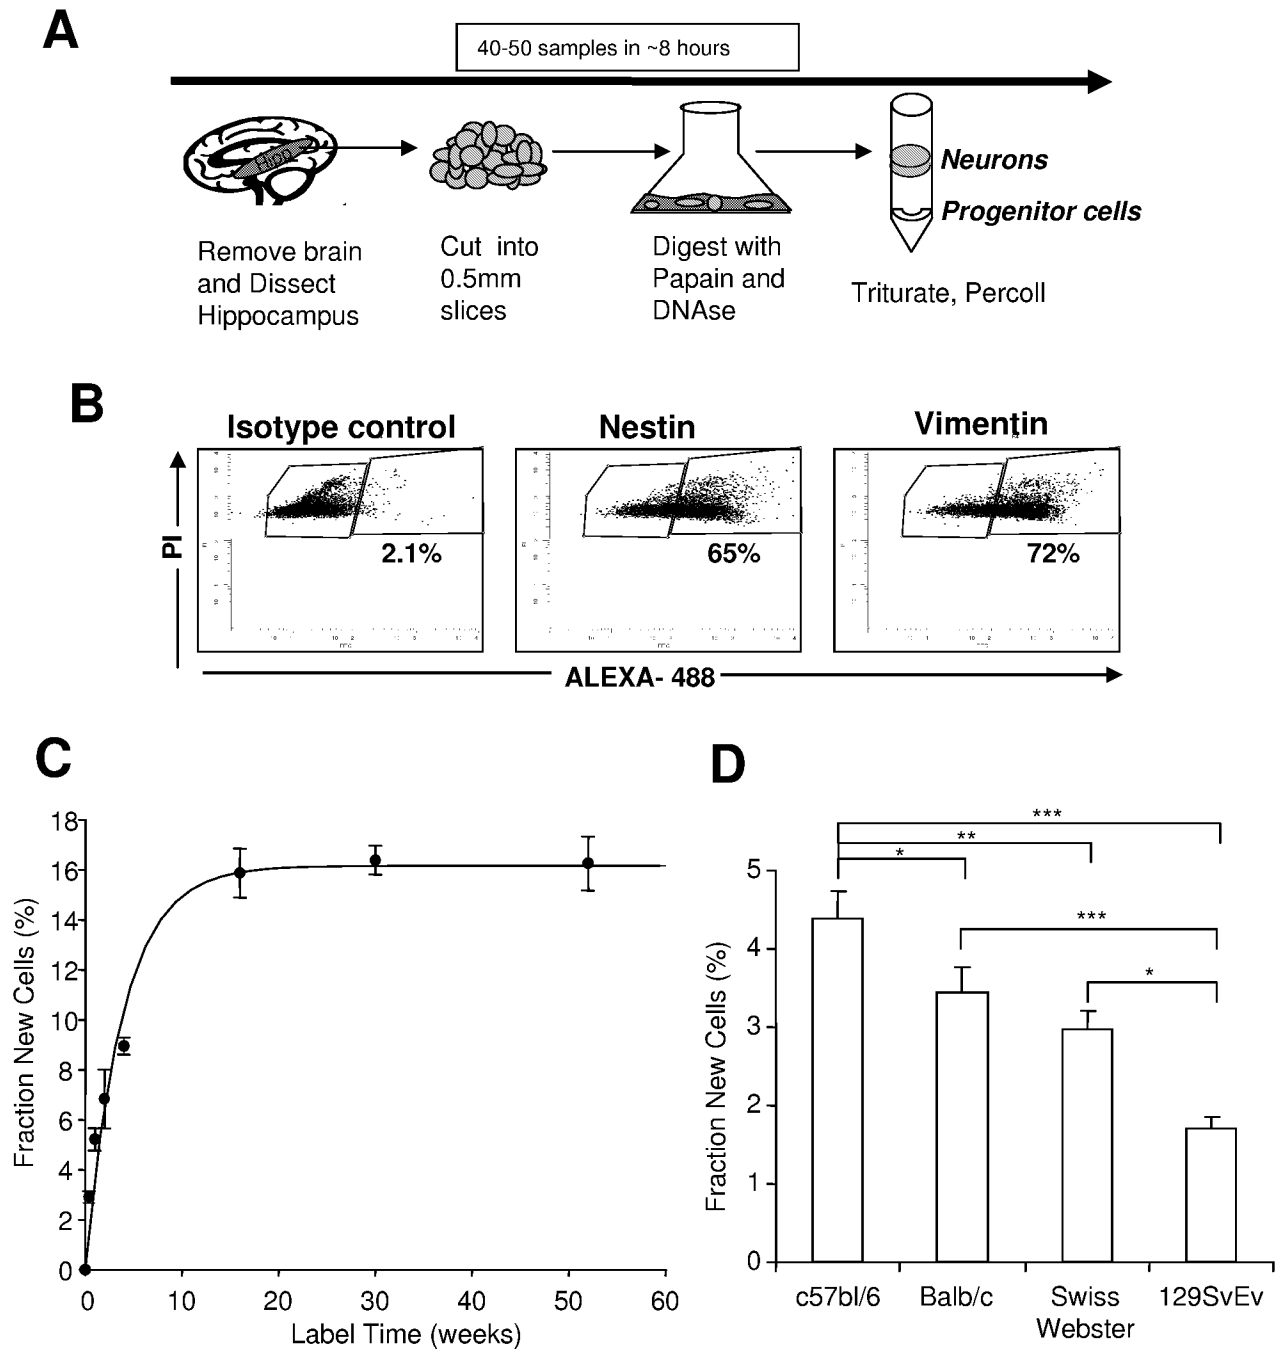 A
40-50 samples in ~8 hours
Hipp
Neurons
Progenitor cells
Remove brain
and Dissect
Hippocampus
Cut into
0.5mm
slices
Digest with
Papain and
DNAse
Triturate, Percoll
B
Isotype control
Nestin
Vimentin
PI
2.1%
65%
72%
ALEXA- 488
C
Fraction New Cells (%)
18
16
14
12
10
8
6
4
2
0
0 10 20 30 40 50 60
Label Time (weeks)
D
***
**
*
***
*
Fraction New Cells (%)
5
4
3
2
1
0
c57bl/6 Balb/c Swiss 129SvEv
Webster